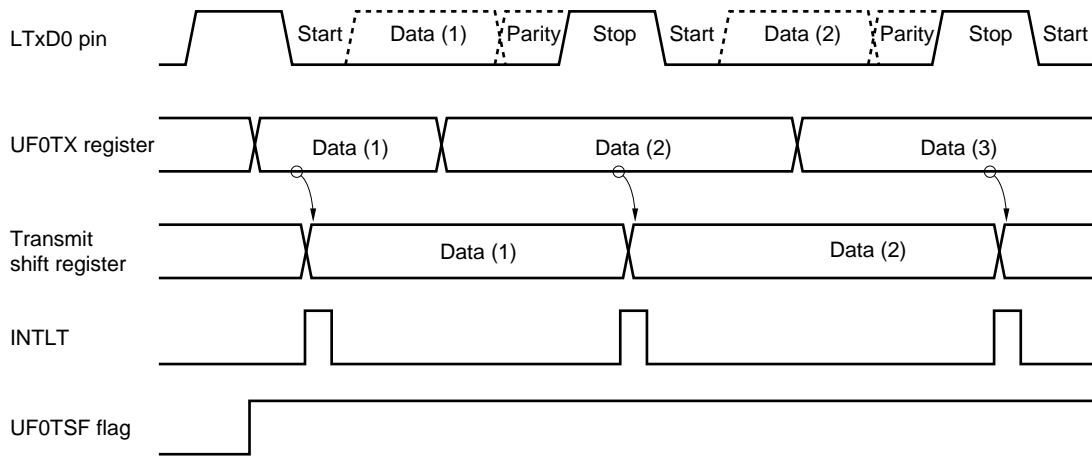 LTxD0 pin Start Data (1) Parity Stop Start Data (2) Parity Stop Start
UF0TX register Data (1) Data (2) Data (3)
Transmit
shift register Data (1) Data (2)
INTLT
UF0TSF flag